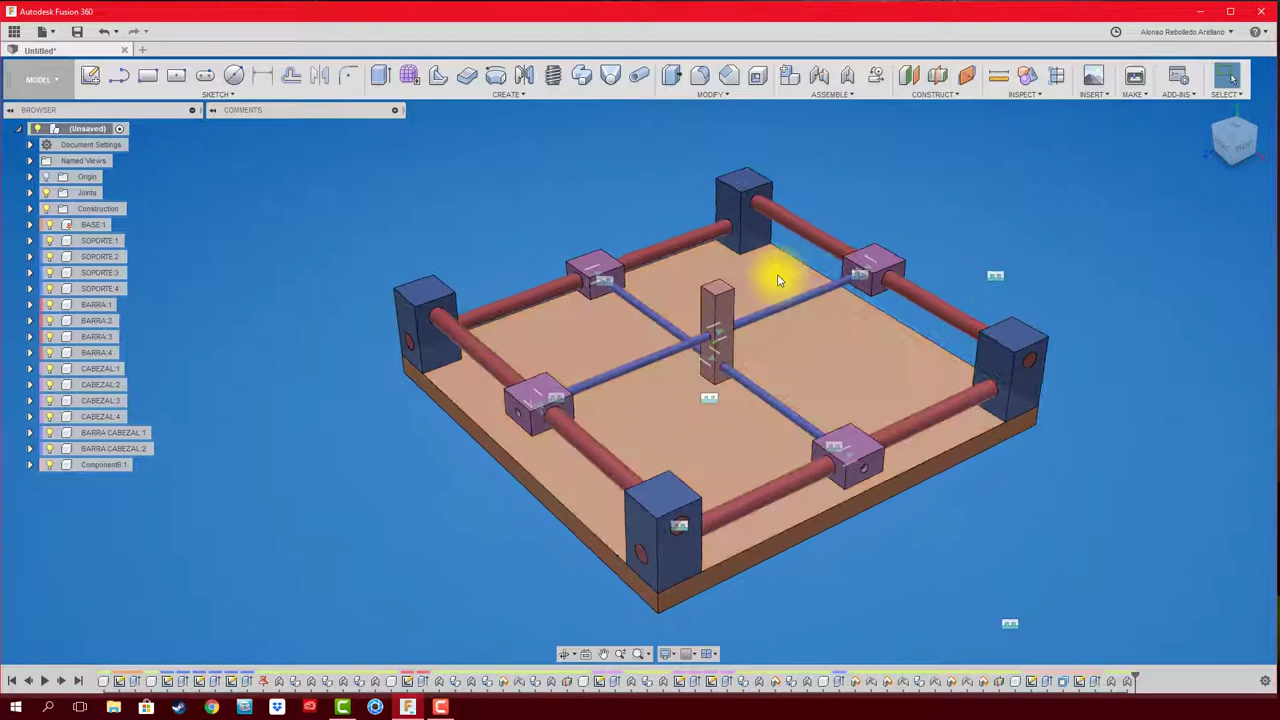 Autodesk Fusion 360
Alonso Rebolledo Arellano
Untitled*
MODEL
SKETCH
CREATE
MODIFY
ASSEMBLE
CONSTRUCT
INSPECT
INSERT
MAKE
ADD-INS
SELECT
BROWSER
COMMENTS
(Unsaved)
Document Settings
Named Views
Origin
Joints
Construction
BASE:1
SOPORTE:1
SOPORTE:2
SOPORTE:3
SOPORTE:4
BARRA:1
BARRA:2
BARRA:3
BARRA:4
CABEZAL:1
CABEZAL:2
CABEZAL:3
CABEZAL:4
BARRA CABEZAL:1
BARRA CABEZAL:2
Component6:1